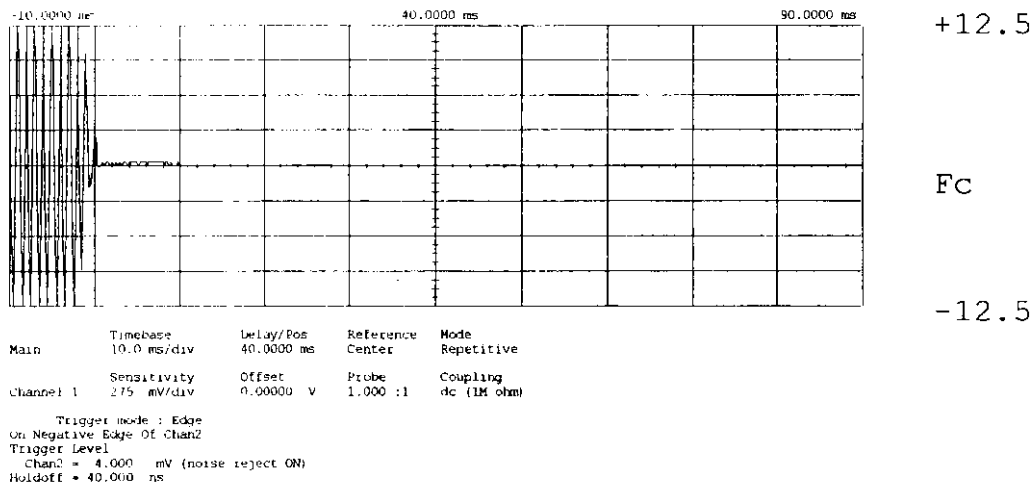 -10.0000 ms 40.0000 ms 90.0000 ms
+12.5
Fc
-12.5
Timebase Delay/Pos Reference Mode
Main 10.0 ms/div 40.0000 ms Center Repetitive
Sensitivity Offset Probe Coupling
Channel 1 275 mV/div 0.00000 V 1.000 :1 dc (1M ohm)
Trigger mode : Edge
On Negative Edge Of Chan2
Trigger Level
Chan2 = 4.000 mV (noise reject ON)
Holdoff = 40.000 ns